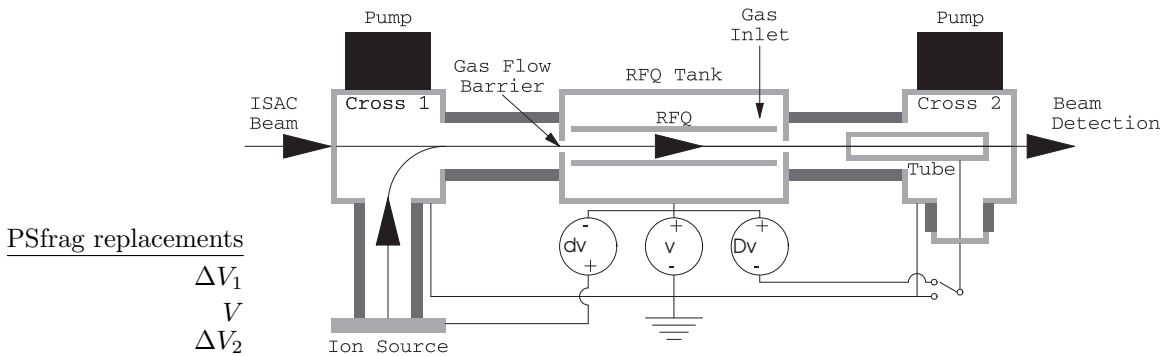 Pump
Pump
Gas
Inlet
Gas Flow
Barrier
RFQ Tank
Cross 1
Cross 2
ISAC
Beam
RFQ
Beam
Detection
Tube
PSfrag replacements
ΔV₁
V
ΔV₂
-
dv
+
+
v
-
+
Dv
-
Ion Source